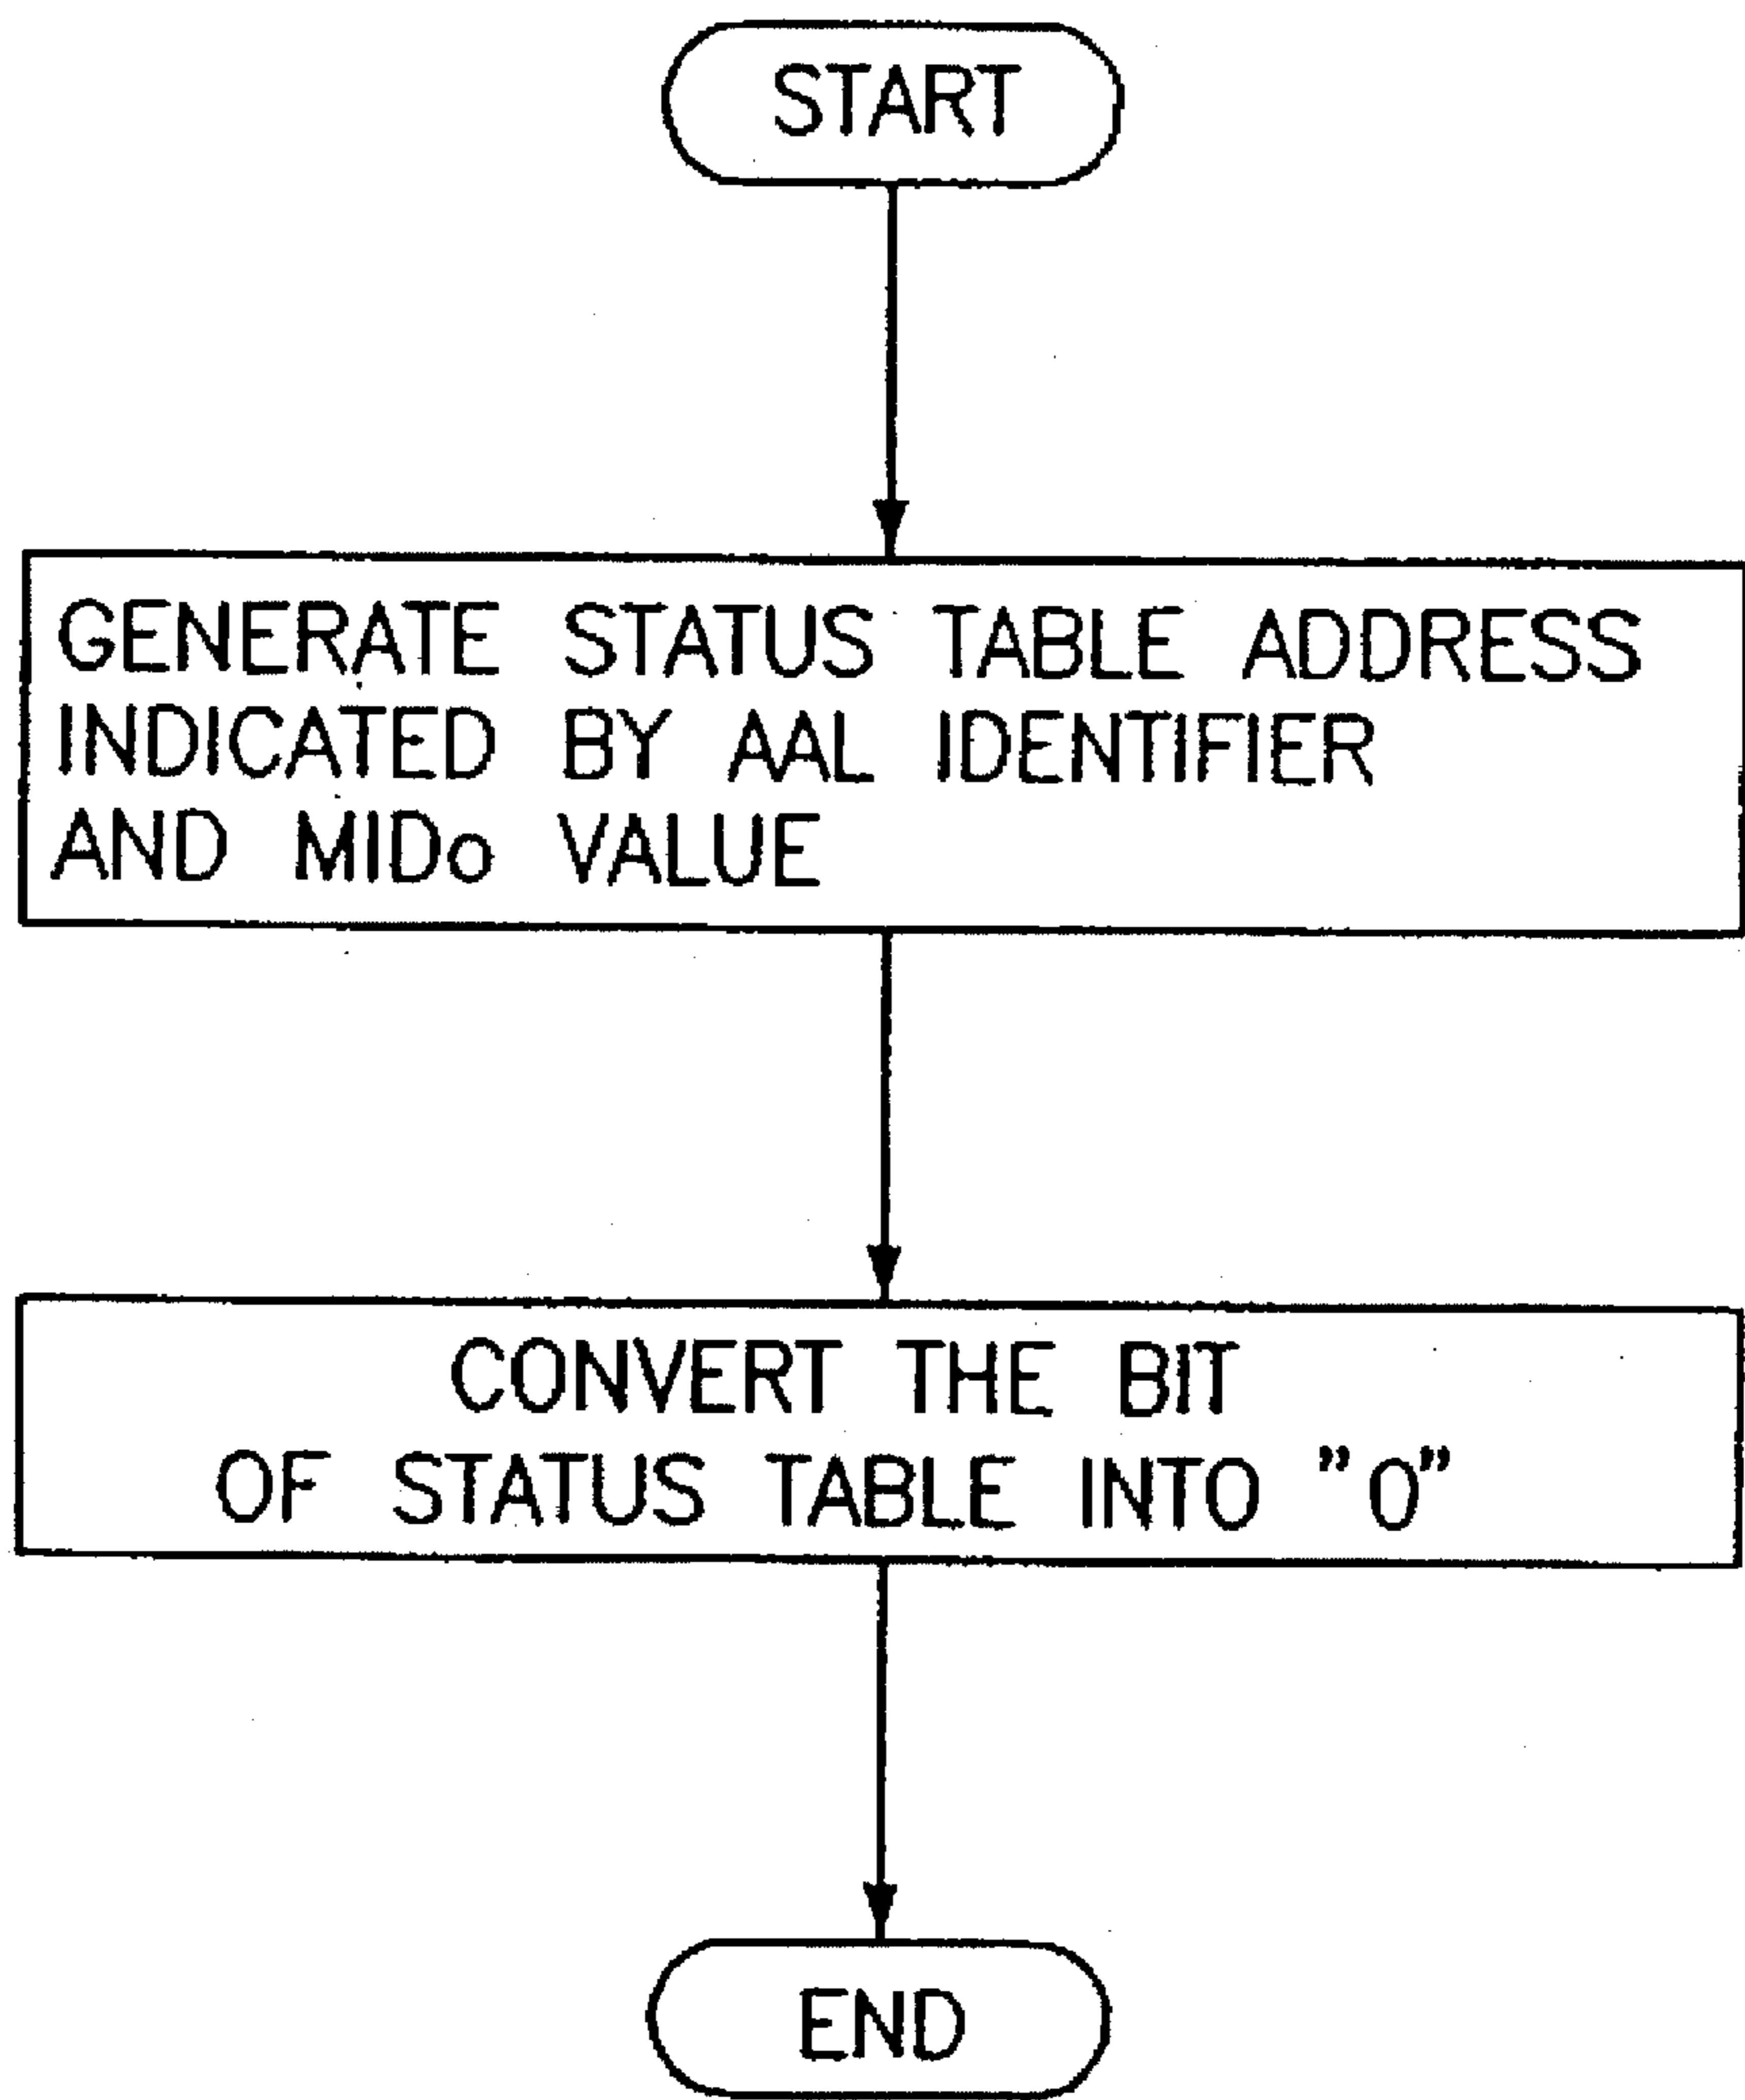 START
GENERATE STATUS TABLE ADDRESS
INDICATED BY AAL IDENTIFIER
AND MIDo VALUE
CONVERT THE BIT
OF STATUS TABLE INTO ”0”
END